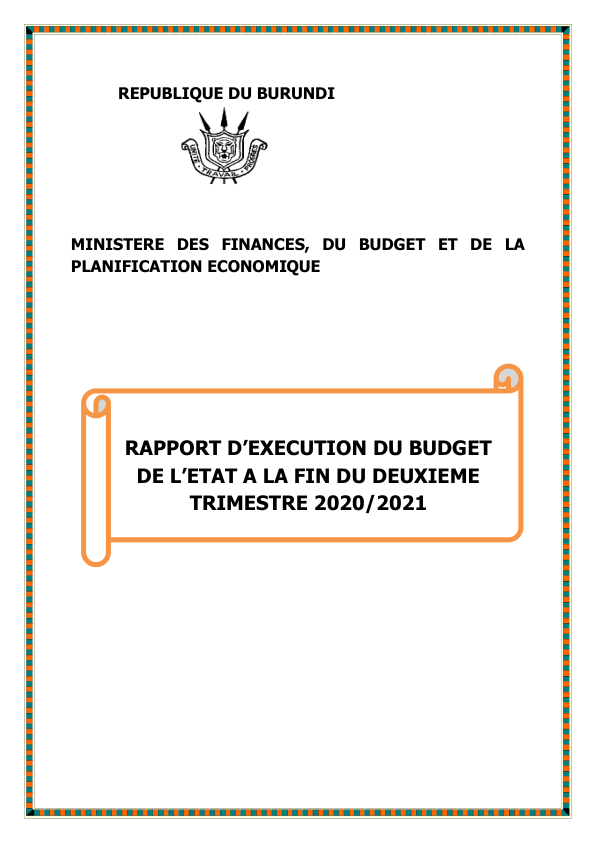 REPUBLIQUE DU BURUNDI
UNITE • TRAVAIL • PROGRES
MINISTERE DES FINANCES, DU BUDGET ET DE LA
PLANIFICATION ECONOMIQUE
RAPPORT D’EXECUTION DU BUDGET
DE L’ETAT A LA FIN DU DEUXIEME
TRIMESTRE 2020/2021